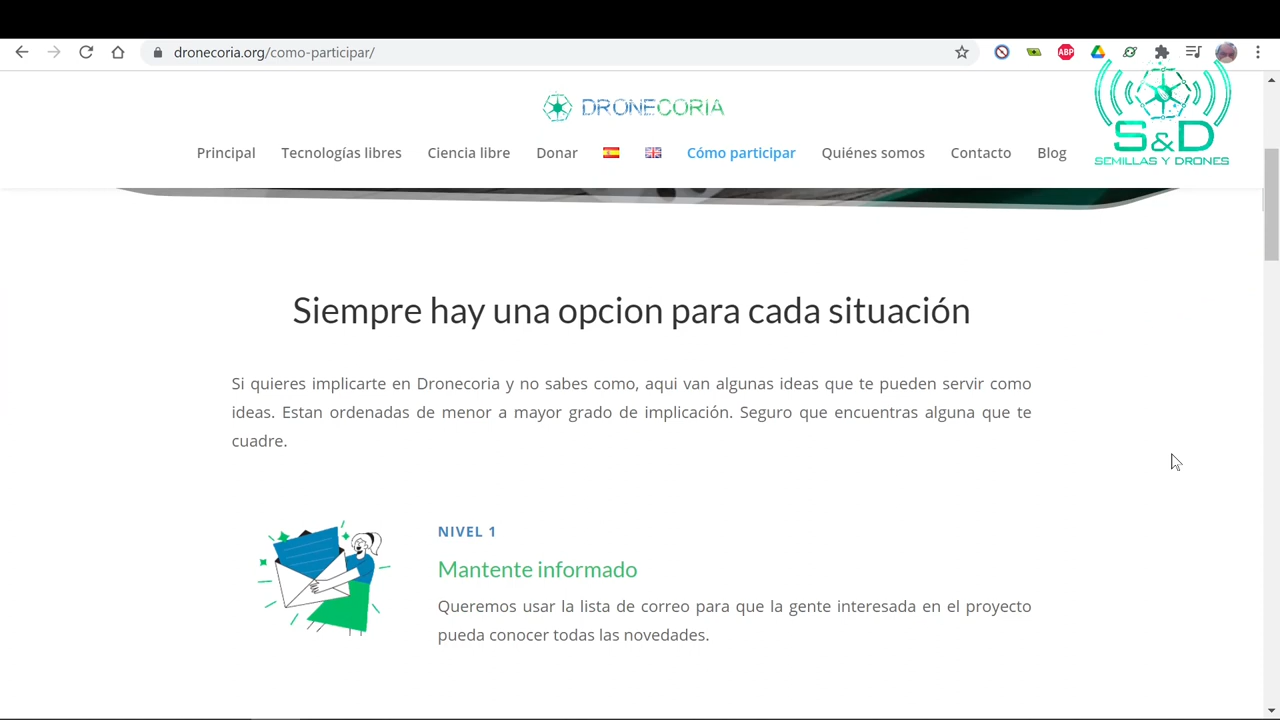 dronecoria.org/como-participar/
ABP
DRONECORIA
S&D
SEMILLAS Y DRONES
Principal Tecnologías libres Ciencia libre Donar Cómo participar Quiénes somos Contacto Blog
Siempre hay una opcion para cada situación
Si quieres implicarte en Dronecoria y no sabes como, aqui van algunas ideas que te pueden servir como
ideas. Estan ordenadas de menor a mayor grado de implicación. Seguro que encuentras alguna que te
cuadre.
NIVEL 1
Mantente informado
Queremos usar la lista de correo para que la gente interesada en el proyecto
pueda conocer todas las novedades.